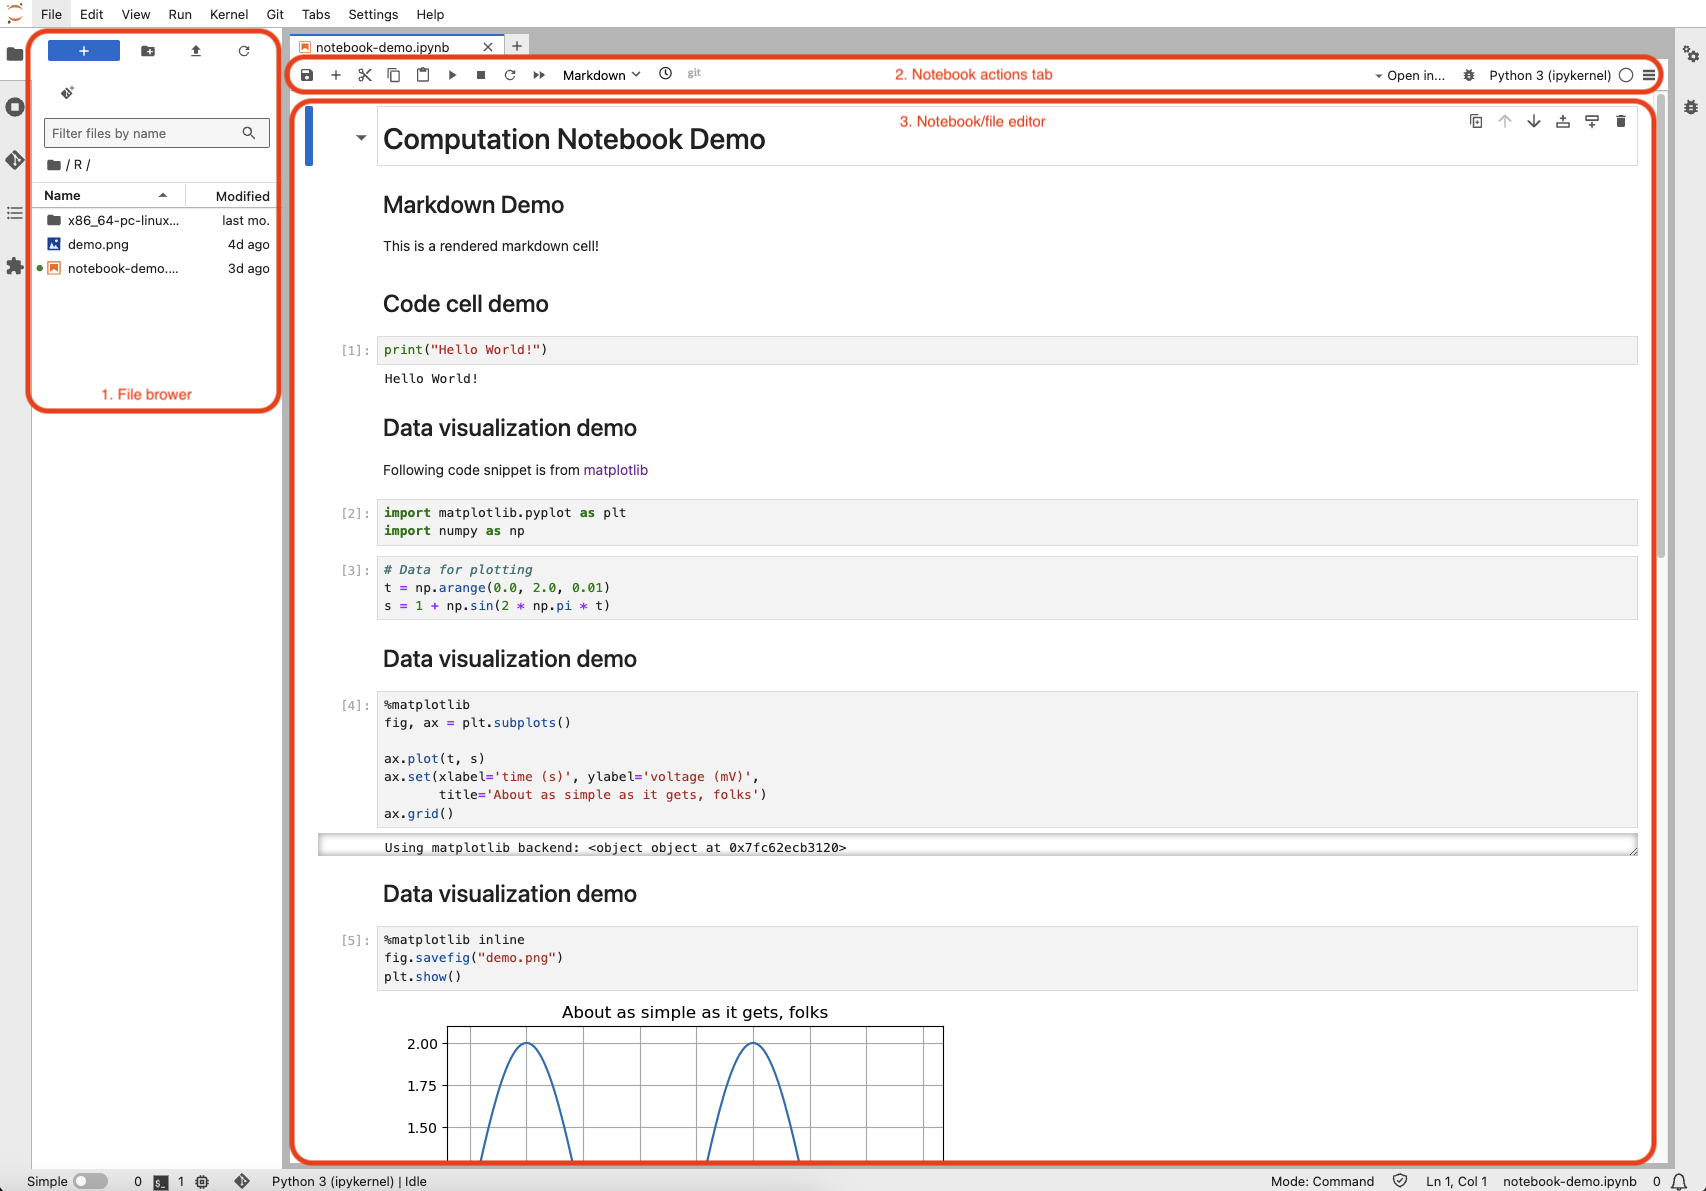 File Edit View Run Kernel Git Tabs Settings Help
notebook-demo.ipynb
Markdown git 2. Notebook actions tab Open in... Python 3 (ipykernel)
Filter files by name
/ R /
Name Modified
x86_64-pc-linux... last mo.
demo.png 4d ago
notebook-demo.... 3d ago
1. File brower
3. Notebook/file editor
Computation Notebook Demo
Markdown Demo
This is a rendered markdown cell!
Code cell demo
[1]: print("Hello World!")
Hello World!
Data visualization demo
Following code snippet is from matplotlib
[2]: import matplotlib.pyplot as plt
import numpy as np
[3]: # Data for plotting
t = np.arange(0.0, 2.0, 0.01)
s = 1 + np.sin(2 * np.pi * t)
Data visualization demo
[4]: %matplotlib
fig, ax = plt.subplots()
ax.plot(t, s)
ax.set(xlabel='time (s)', ylabel='voltage (mV)',
title='About as simple as it gets, folks')
ax.grid()
Using matplotlib backend: <object object at 0x7fc62ecb3120>
Data visualization demo
[5]: %matplotlib inline
fig.savefig("demo.png")
plt.show()
About as simple as it gets, folks
2.00
1.75
1.50
Simple 0 $_ 1 Python 3 (ipykernel) | Idle Mode: Command Ln 1, Col 1 notebook-demo.ipynb 0